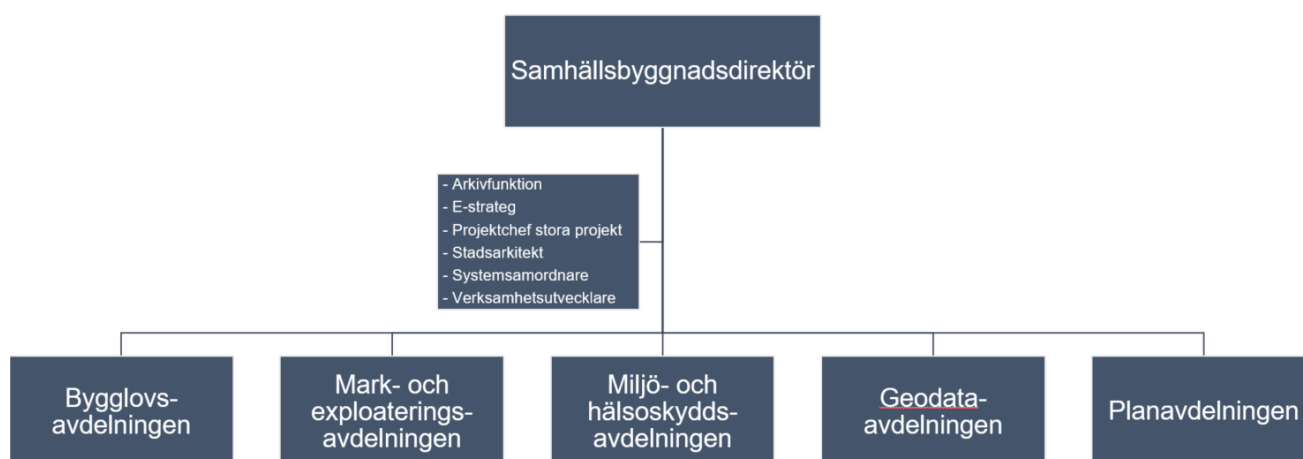 Samhällsbyggnadsdirektör
- Arkivfunktion
- E-strateg
- Projektchef stora projekt
- Stadsarkitekt
- Systemsamordnare
- Verksamhetsutvecklare
Bygglovs-
avdelningen
Mark- och
exploaterings-
avdelningen
Miljö- och
hälsoskydds-
avdelningen
Geodata-
avdelningen
Planavdelningen